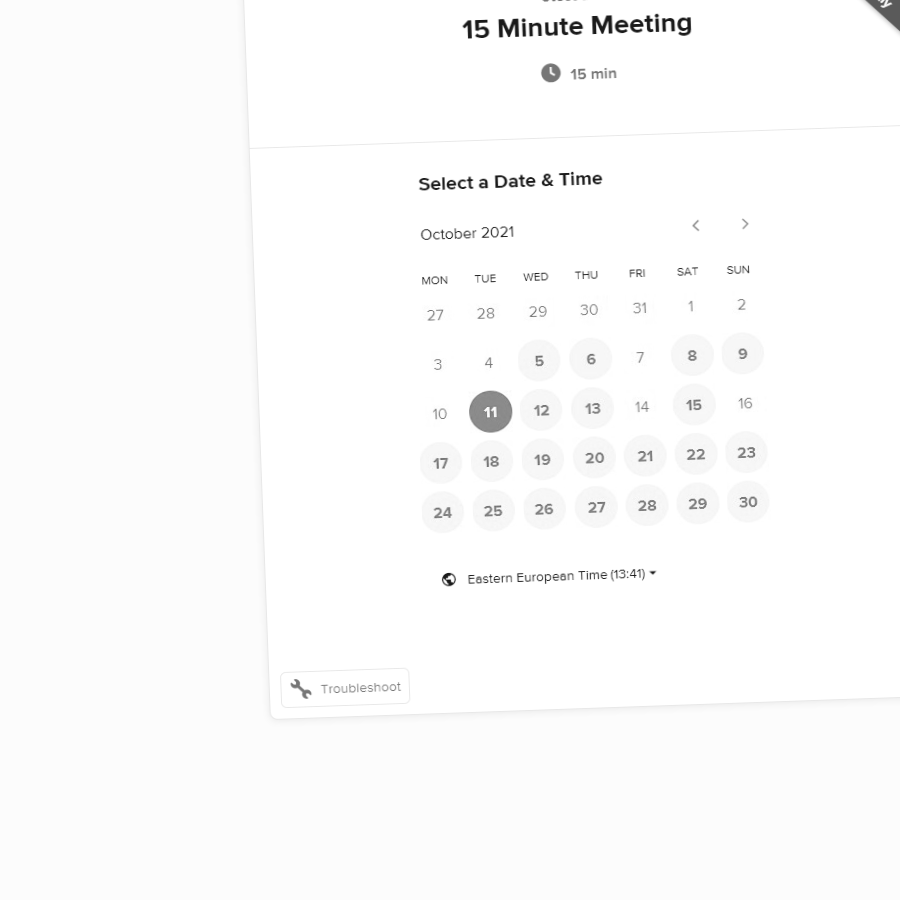 15 Minute Meeting
15 min
Select a Date & Time
October 2021
MON TUE WED THU FRI SAT SUN
27 28 29 30 31 1 2
3 4 5 6 7 8 9
10 11 12 13 14 15 16
17 18 19 20 21 22 23
24 25 26 27 28 29 30
Eastern European Time (13:41)
Troubleshoot